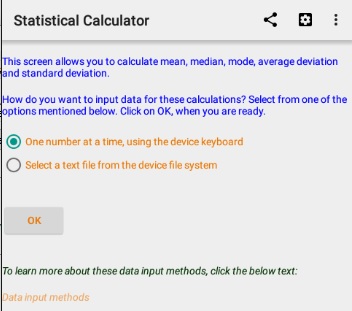 Statistical Calculator
This screen allows you to calculate mean, median, mode, average deviation
and standard deviation.
How do you want to input data for these calculations? Select from one of the
options mentioned below. Click on OK, when you are ready.
One number at a time, using the device keyboard
Select a text file from the device file system
OK
To learn more about these data input methods, click the below text:
Data input methods